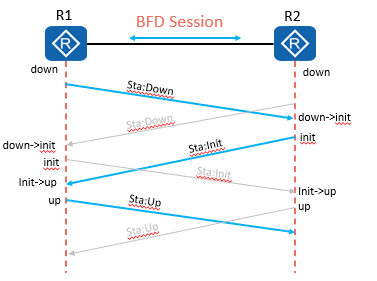 R1
BFD Session
R2
R
R
down
down
Sta:Down
Sta:Down
down->init
down->init
init
Sta:Init
init
Sta:Init
Init->up
Init->up
up
Sta:Up
up
Sta:Up